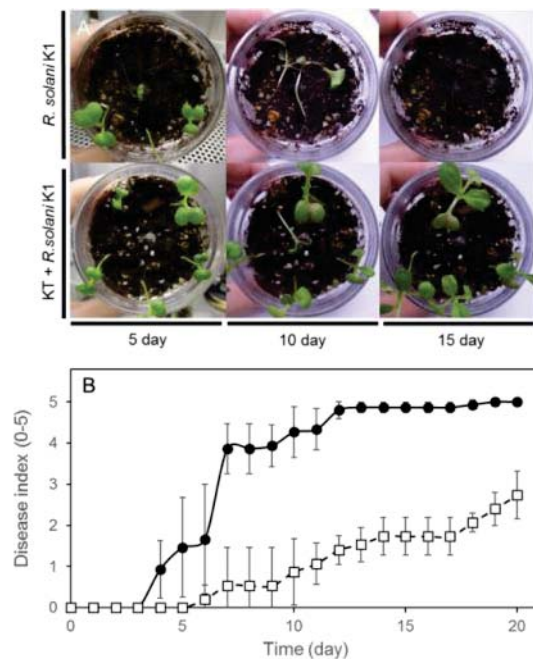 A
R. solani K1
KT + R.solani K1
5 day
10 day
15 day
B
Disease index (0-5)
5
4
3
2
1
0
0
5
10
15
20
Time (day)